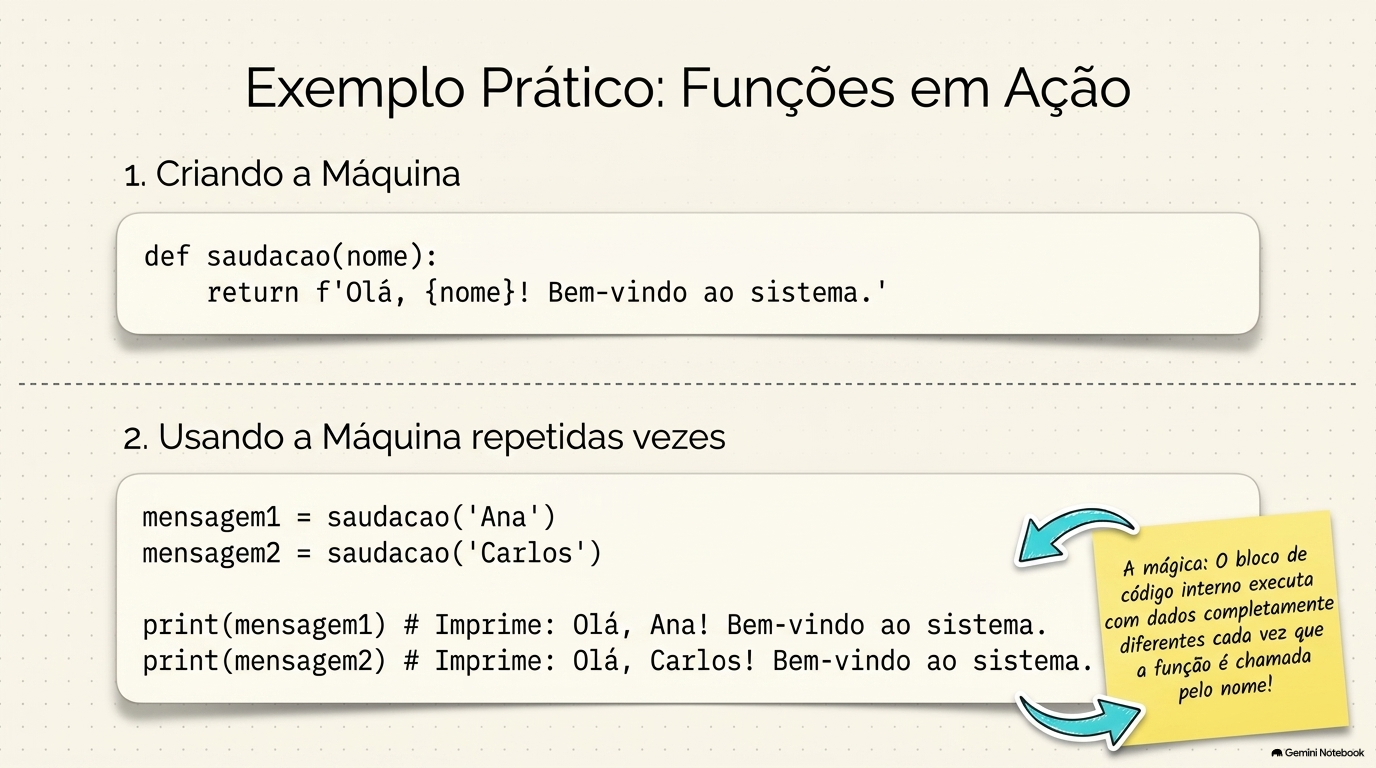 Exemplo Prático: Funções em Ação
1. Criando a Máquina
def saudacao(nome):
    return f'Olá, {nome}! Bem-vindo ao sistema.'
2. Usando a Máquina repetidas vezes
mensagem1 = saudacao('Ana')
mensagem2 = saudacao('Carlos')
print(mensagem1) # Imprime: Olá, Ana! Bem-vindo ao sistema.
print(mensagem2) # Imprime: Olá, Carlos! Bem-vindo ao sistema.
A mágica: O bloco de
código interno executa
com dados completamente
diferentes cada vez que
a função é chamada
pelo nome!
Gemini Notebook